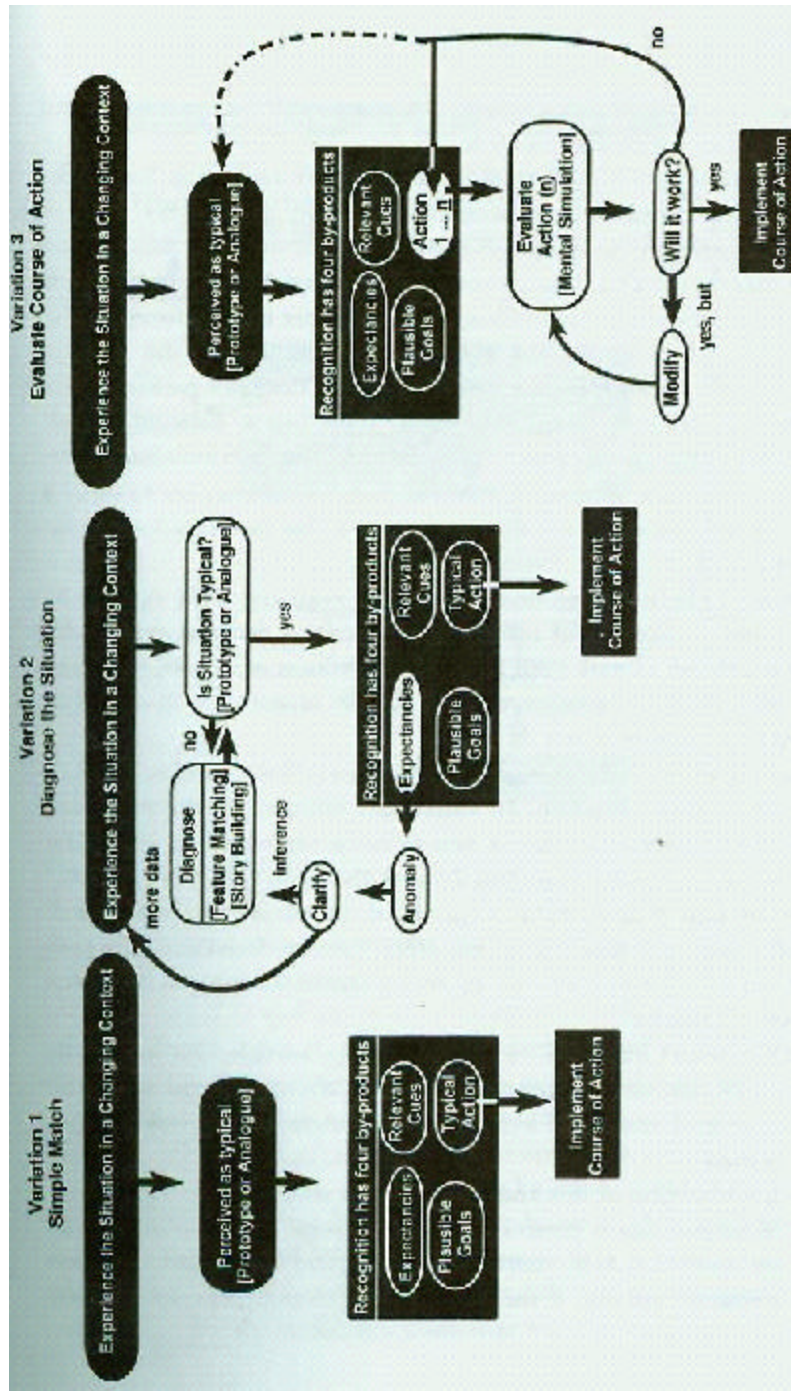 Variation 1
Simple Match
Experience the Situation in a Changing Context
Perceived as typical
[Prototype or Analogue]
Recognition has four by-products
Expectancies
Relevant
Cues
Plausible
Goals
Typical
Action
Implement
Course of Action
Variation 2
Diagnose the Situation
Experience the Situation in a Changing Context
more data
Diagnose
[Feature Matching]
[Story Building]
no
Is Situation Typical?
[Prototype or Analogue]
inference
yes
Clarify
Anomaly
Recognition has four by-products
Expectancies
Relevant
Cues
Plausible
Goals
Typical
Action
Implement
Course of Action
Variation 3
Evaluate Course of Action
Experience the Situation in a Changing Context
Perceived as typical
[Prototype or Analogue]
Recognition has four by-products
Expectancies
Relevant
Cues
Plausible
Goals
Action
1 ... n
Evaluate
Action (n)
[Mental Simulation]
Modify
yes, but
Will it work?
no
yes
Implement
Course of Action